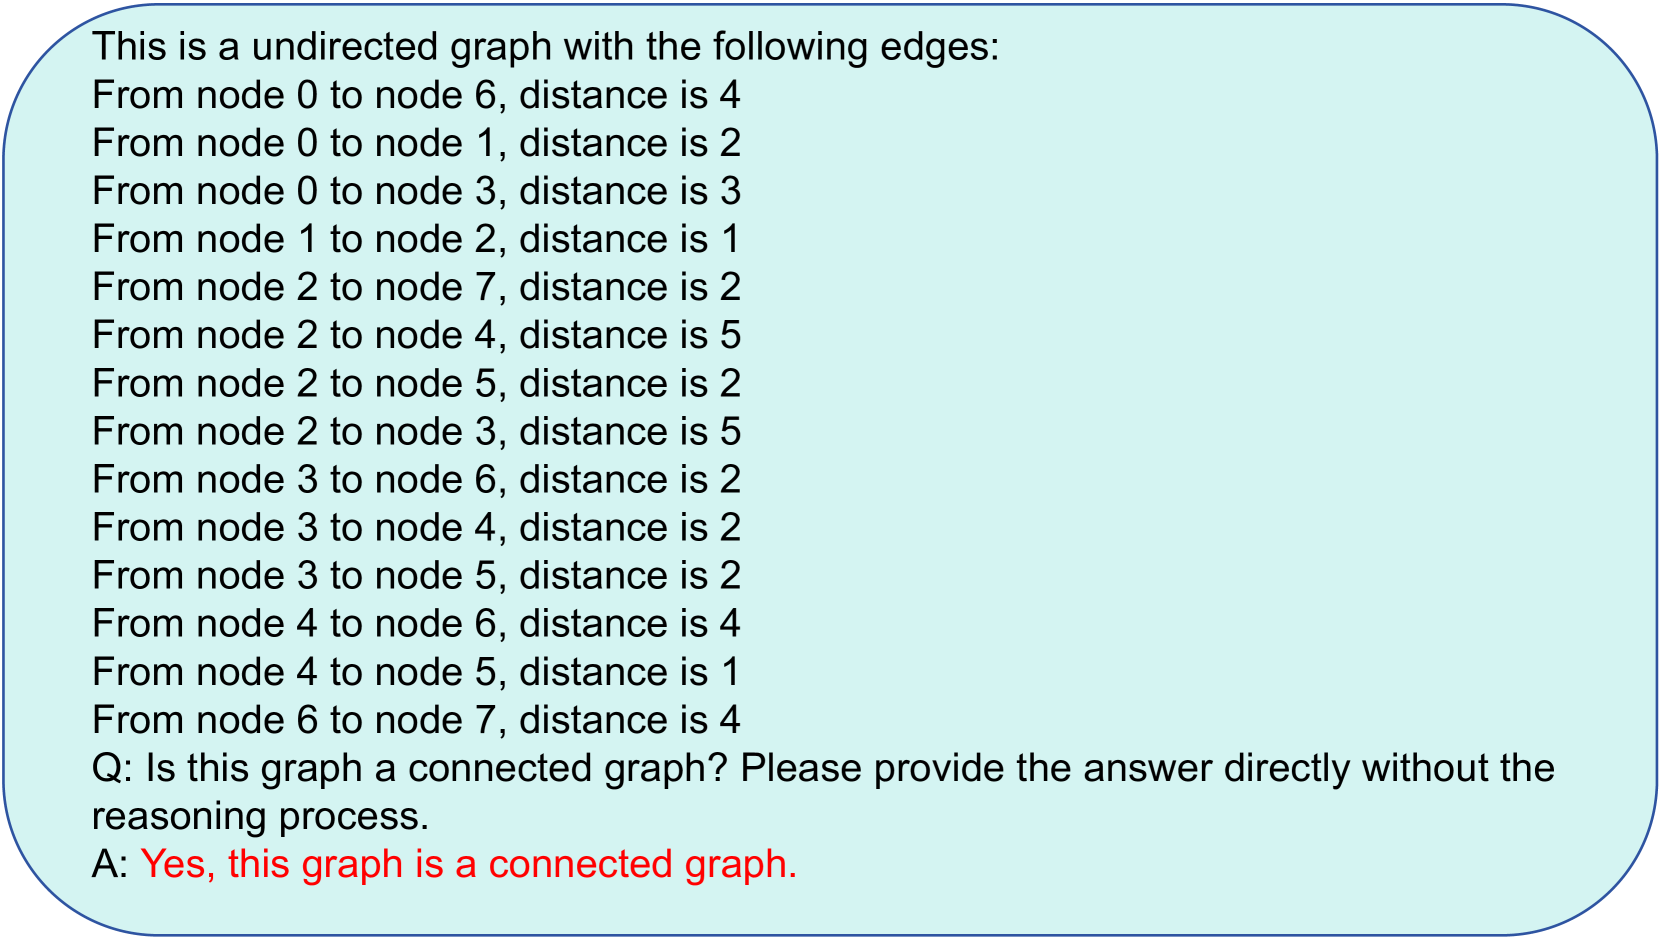 This is a undirected graph with the following edges:
From node 0 to node 6, distance is 4
From node 0 to node 1, distance is 2
From node 0 to node 3, distance is 3
From node 1 to node 2, distance is 1
From node 2 to node 7, distance is 2
From node 2 to node 4, distance is 5
From node 2 to node 5, distance is 2
From node 2 to node 3, distance is 5
From node 3 to node 6, distance is 2
From node 3 to node 4, distance is 2
From node 3 to node 5, distance is 2
From node 4 to node 6, distance is 4
From node 4 to node 5, distance is 1
From node 6 to node 7, distance is 4
Q: Is this graph a connected graph? Please provide the answer directly without the
reasoning process.
A: Yes, this graph is a connected graph.